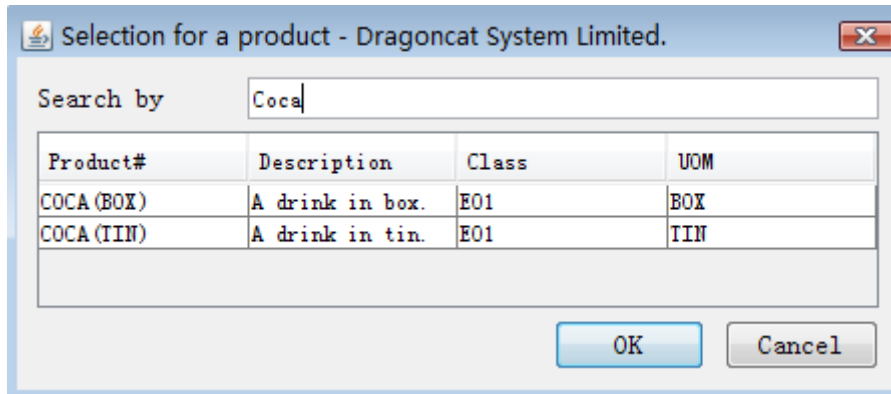 Selection for a product - Dragoncat System Limited.
Search by Coca
Product# Description Class UOM
COCA(BOX) A drink in box. E01 BOX
COCA(TIN) A drink in tin. E01 TIN
OK Cancel